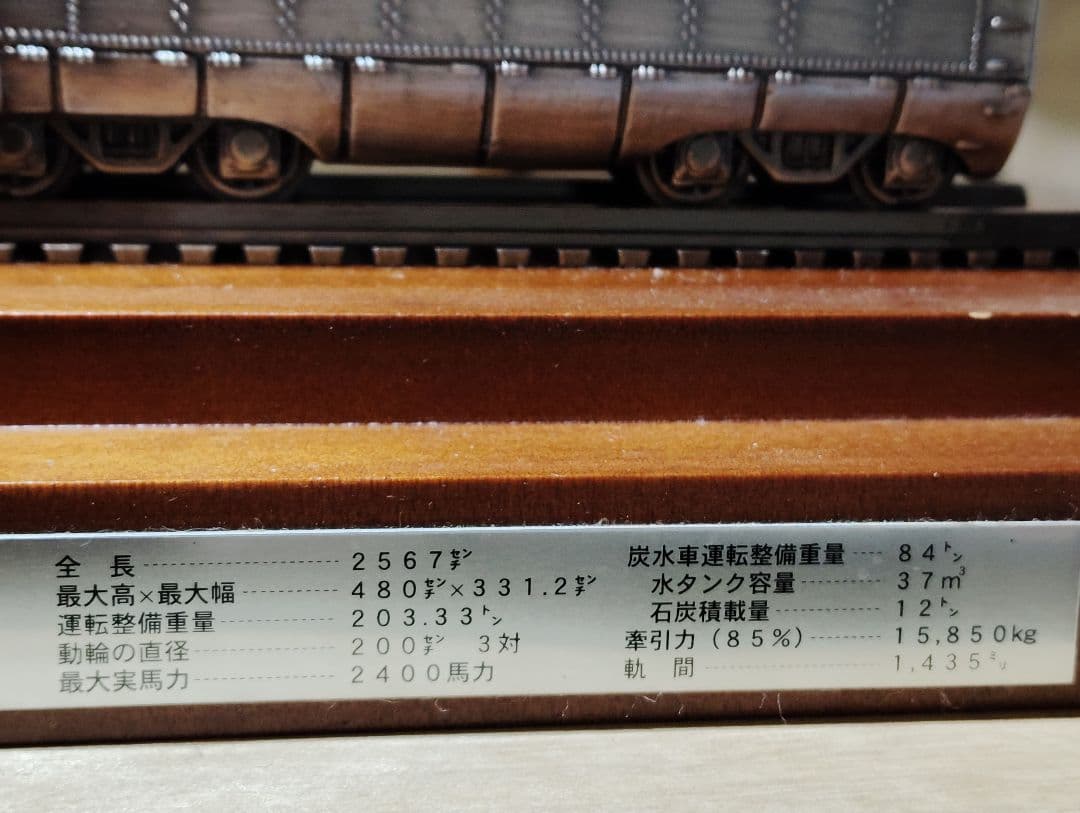 全長 2567㌢
最大高×最大幅 480㌢×331.2㌢
運転整備重量 203.33㌧
動輪の直径 200㌢ 3対
最大実馬力 2400馬力
炭水車運転整備重量 84㌧
水タンク容量 37m³
石炭積載量 12㌧
牽引力(85%) 15,850kg
軌間 1,435㍉